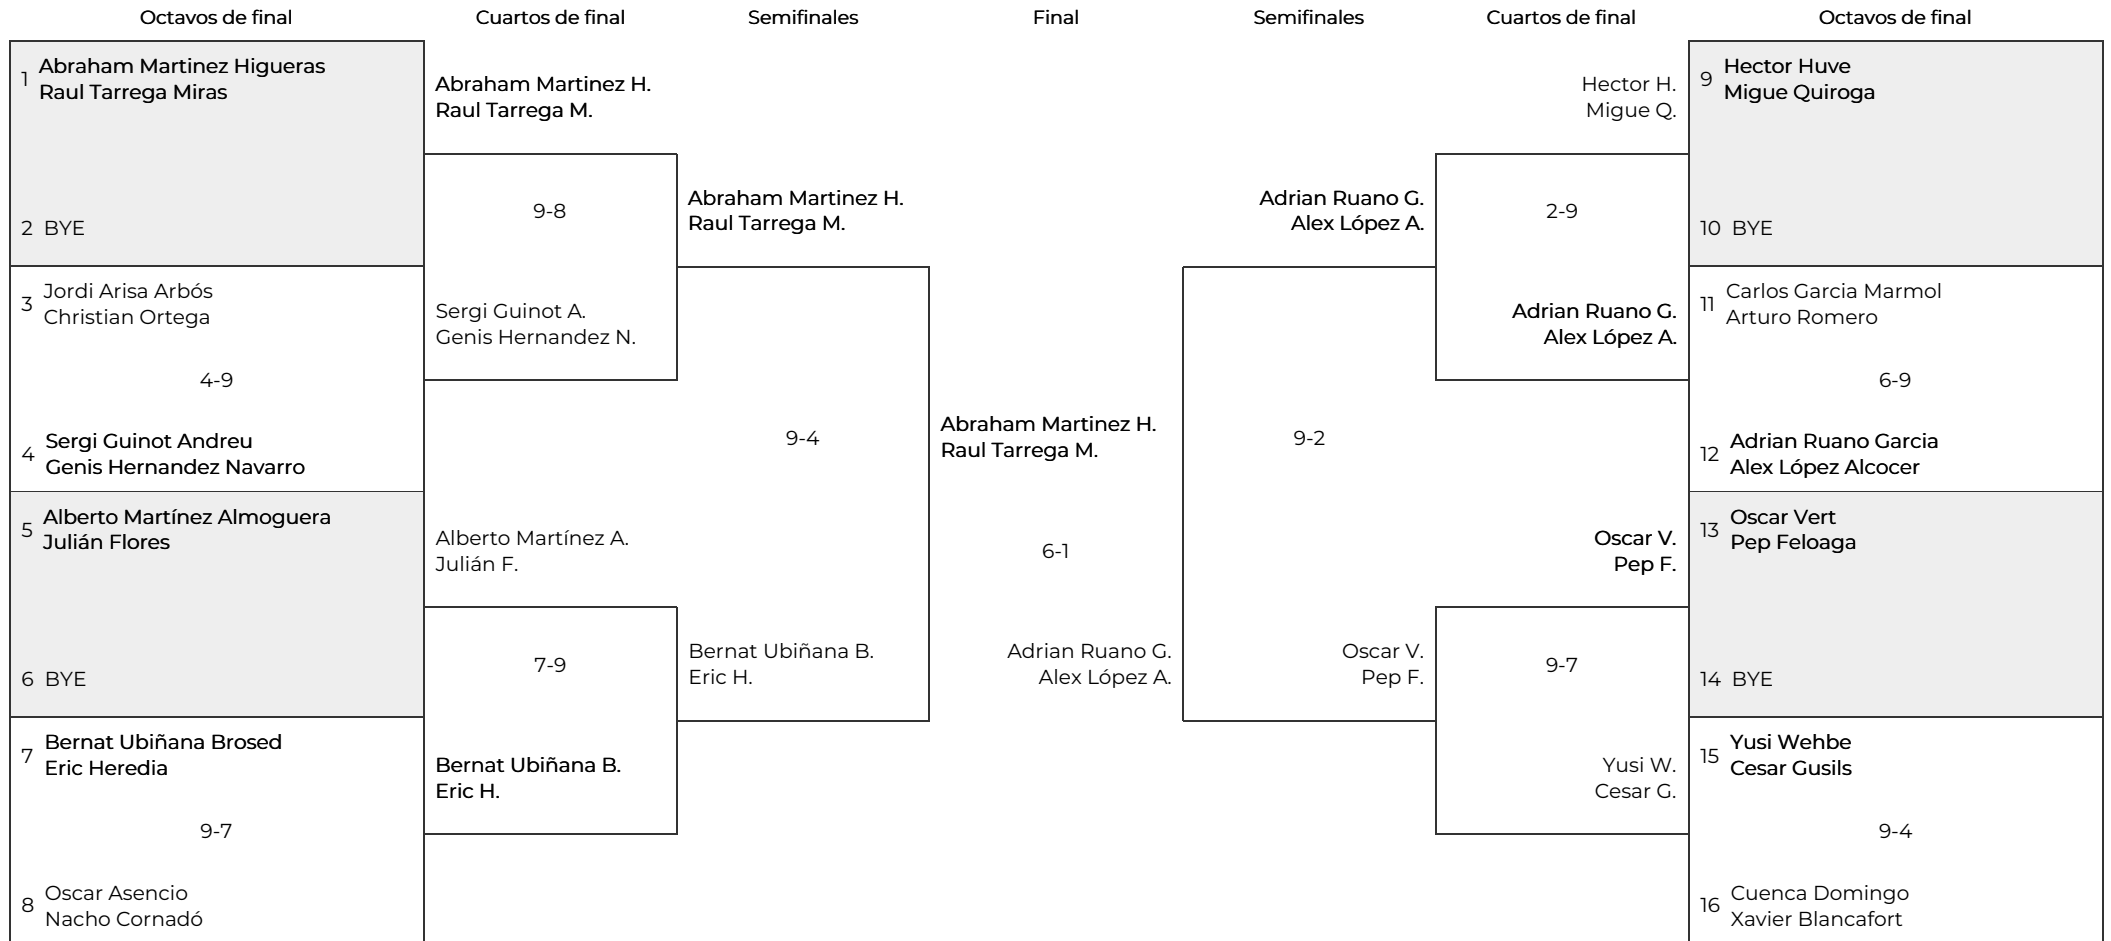 Octavos de final
Cuartos de final
Semifinales
Final
Semifinales
Cuartos de final
Octavos de final
1
Abraham Martinez Higueras
Raul Tarrega Miras
2 BYE
3
Jordi Arisa Arbós
Christian Ortega
4-9
4
Sergi Guinot Andreu
Genis Hernandez Navarro
5
Alberto Martínez Almoguera
Julián Flores
6 BYE
7
Bernat Ubiñana Brosed
Eric Heredia
9-7
8
Oscar Asencio
Nacho Cornadó
Abraham Martinez H.
Raul Tarrega M.
9-8
Sergi Guinot A.
Genis Hernandez N.
Alberto Martínez A.
Julián F.
7-9
Bernat Ubiñana B.
Eric H.
Abraham Martinez H.
Raul Tarrega M.
9-4
Bernat Ubiñana B.
Eric H.
Abraham Martinez H.
Raul Tarrega M.
6-1
Adrian Ruano G.
Alex López A.
Adrian Ruano G.
Alex López A.
9-2
Oscar V.
Pep F.
Hector H.
Migue Q.
2-9
Adrian Ruano G.
Alex López A.
Oscar V.
Pep F.
9-7
Yusi W.
Cesar G.
9
Hector Huve
Migue Quiroga
10 BYE
11
Carlos Garcia Marmol
Arturo Romero
6-9
12
Adrian Ruano Garcia
Alex López Alcocer
13
Oscar Vert
Pep Feloaga
14 BYE
15
Yusi Wehbe
Cesar Gusils
9-4
16
Cuenca Domingo
Xavier Blancafort